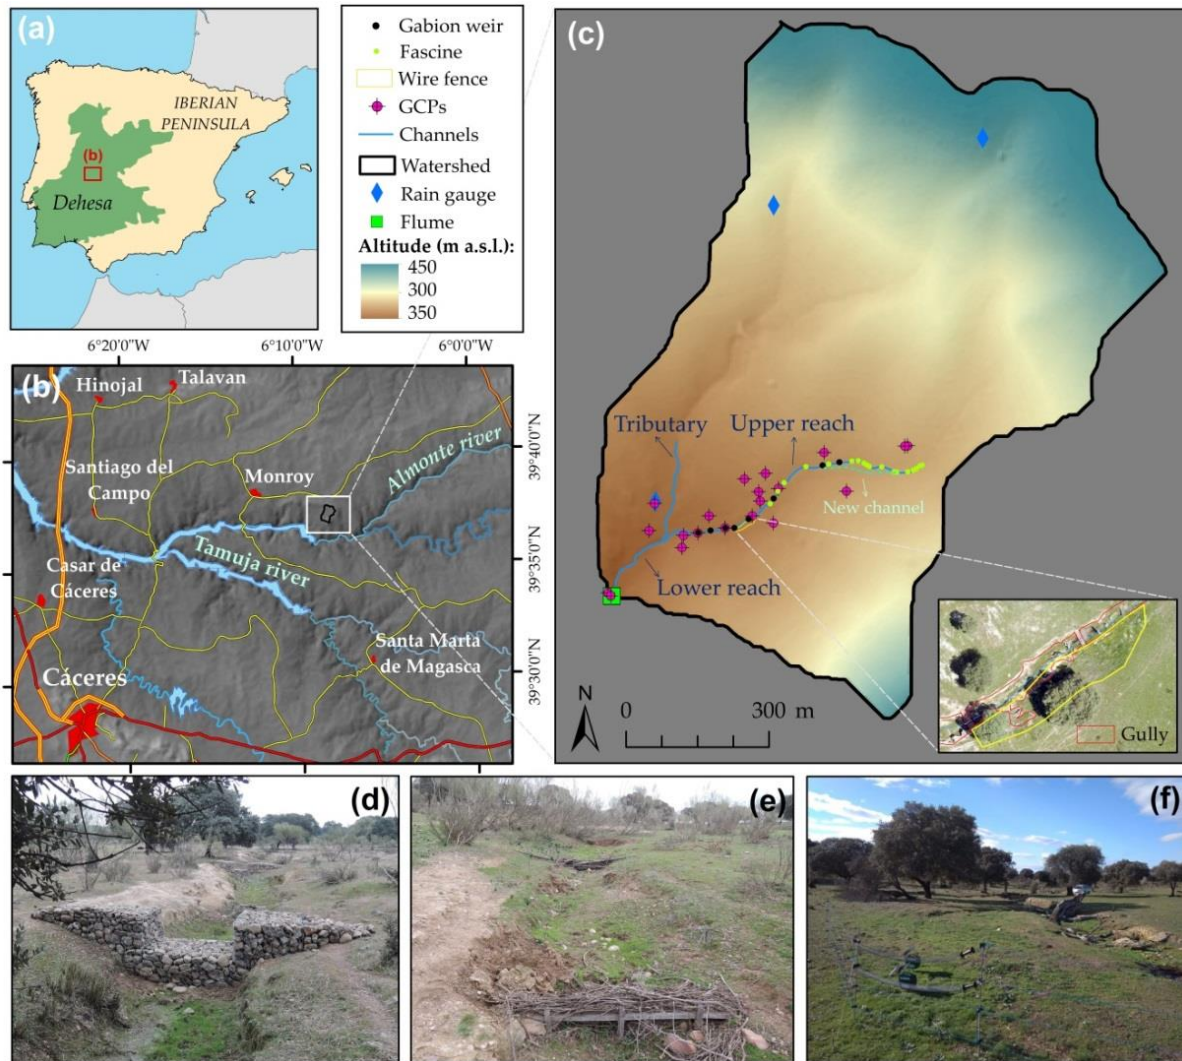 (a)
IBERIAN
PENINSULA
(b)
Dehesa
Gabion weir
Fascine
Wire fence
GCPs
Channels
Watershed
Rain gauge
Flume
Altitude (m a.s.l.):
450
300
350
(c)
Tributary
Upper reach
New channel
Lower reach
N
0
300 m
Gully
6°20'0"W
6°10'0"W
6°0'0"W
(b)
Hinojal
Talavan
Santiago del
Campo
Monroy
Almonte river
Tamuja river
Casar de
Cáceres
Santa Marta
de Magasca
Cáceres
39°40'0"N
39°35'0"N
39°30'0"N
(d)
(e)
(f)